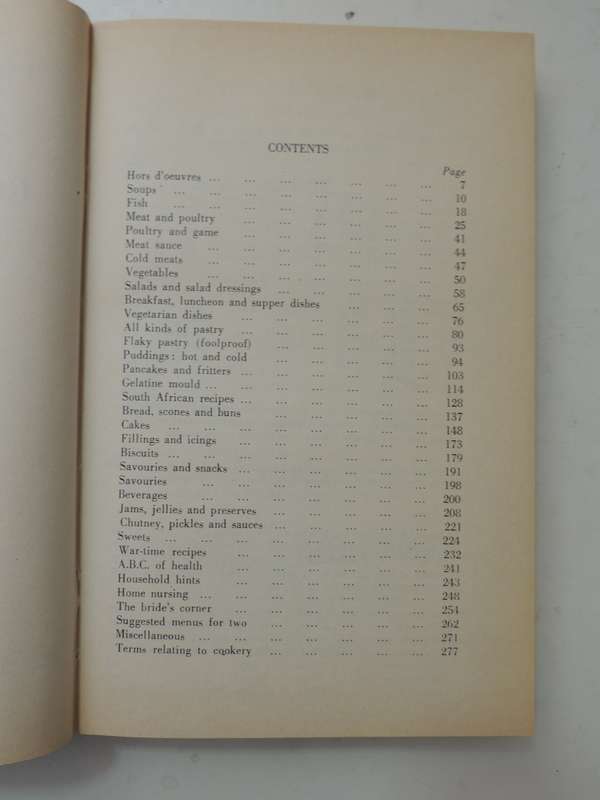 CONTENTS
Page
Hors d'oeuvres ... ... ... ... ... ... ... 7
Soups ... ... ... ... ... ... ... ... 10
Fish ... ... ... ... ... ... ... ... 18
Meat and poultry ... ... ... ... ... ... 25
Poultry and game ... ... ... ... ... ... 41
Meat sauce ... ... ... ... ... ... ... 44
Cold meats ... ... ... ... ... ... ... 47
Vegetables ... ... ... ... ... ... ... 50
Salads and salad dressings ... ... ... ... ... 58
Breakfast, luncheon and supper dishes ... ... ... 65
Vegetarian dishes ... ... ... ... ... ... 76
All kinds of pastry ... ... ... ... ... ... 80
Flaky pastry (foolproof) ... ... ... ... ... 93
Puddings: hot and cold ... ... ... ... ... 94
Pancakes and fritters ... ... ... ... ... ... 103
Gelatine mould ... ... ... ... ... ... ... 114
South African recipes ... ... ... ... ... ... 128
Bread, scones and buns ... ... ... ... ... 137
Cakes ... ... ... ... ... ... ... ... 148
Fillings and icings ... ... ... ... ... ... 173
Biscuits ... ... ... ... ... ... ... ... 179
Savouries and snacks ... ... ... ... ... ... 191
Savouries ... ... ... ... ... ... ... 198
Beverages ... ... ... ... ... ... ... 200
Jams, jellies and preserves ... ... ... ... ... 208
Chutney, pickles and sauces ... ... ... ... ... 221
Sweets ... ... ... ... ... ... ... ... 224
War-time recipes ... ... ... ... ... ... 232
A.B.C. of health ... ... ... ... ... ... 241
Household hints ... ... ... ... ... ... 243
Home nursing ... ... ... ... ... ... ... 248
The bride's corner ... ... ... ... ... ... 254
Suggested menus for two ... ... ... ... ... 262
Miscellaneous ... ... ... ... ... ... ... 271
Terms relating to cookery ... ... ... ... ... 277